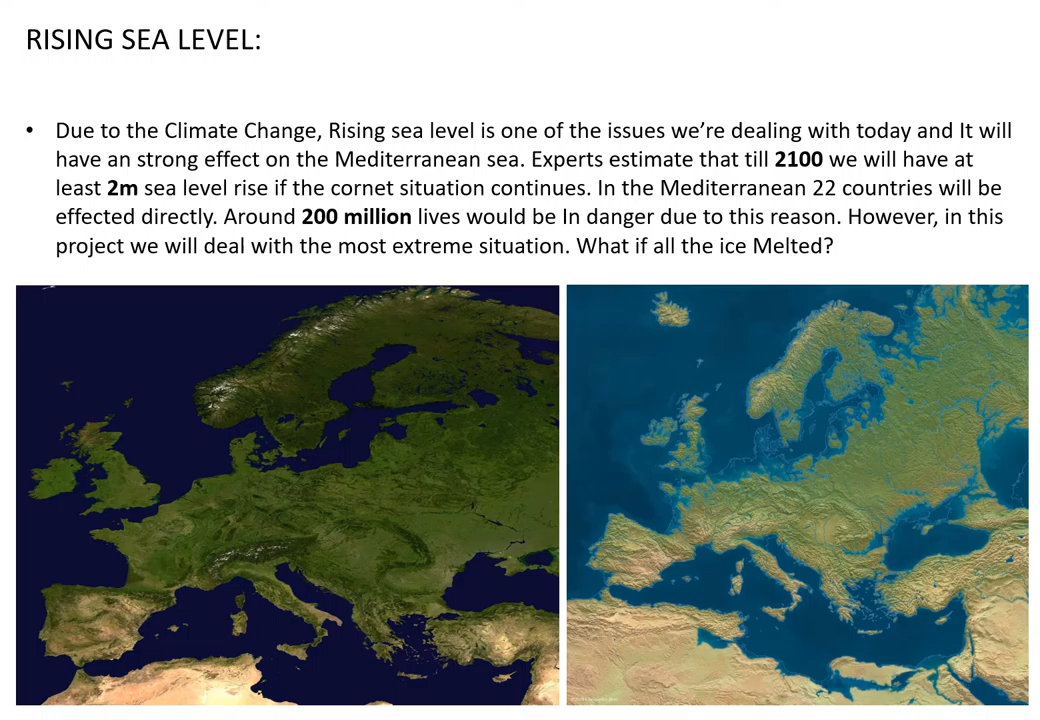 RISING SEA LEVEL:
• Due to the Climate Change, Rising sea level is one of the issues we’re dealing with today and It will
have an strong effect on the Mediterranean sea. Experts estimate that till 2100 we will have at
least 2m sea level rise if the cornet situation continues. In the Mediterranean 22 countries will be
effected directly. Around 200 million lives would be In danger due to this reason. However, in this
project we will deal with the most extreme situation. What if all the ice Melted?